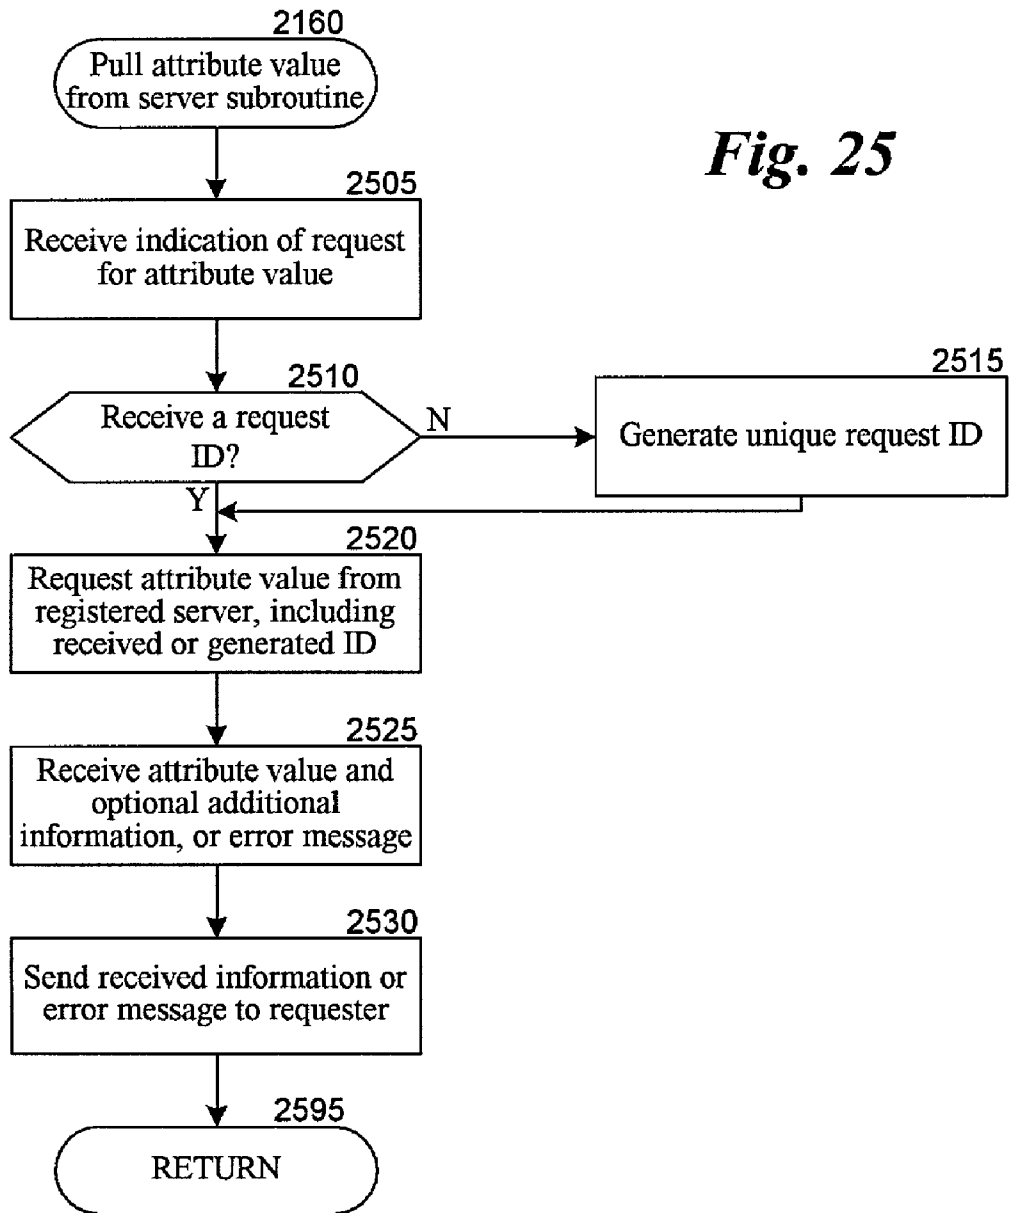 2160
Pull attribute value
from server subroutine
Fig. 25
2505
Receive indication of request
for attribute value
2510
Receive a request
ID?
N
Y
2515
Generate unique request ID
2520
Request attribute value from
registered server, including
received or generated ID
2525
Receive attribute value and
optional additional
information, or error message
2530
Send received information or
error message to requester
2595
RETURN